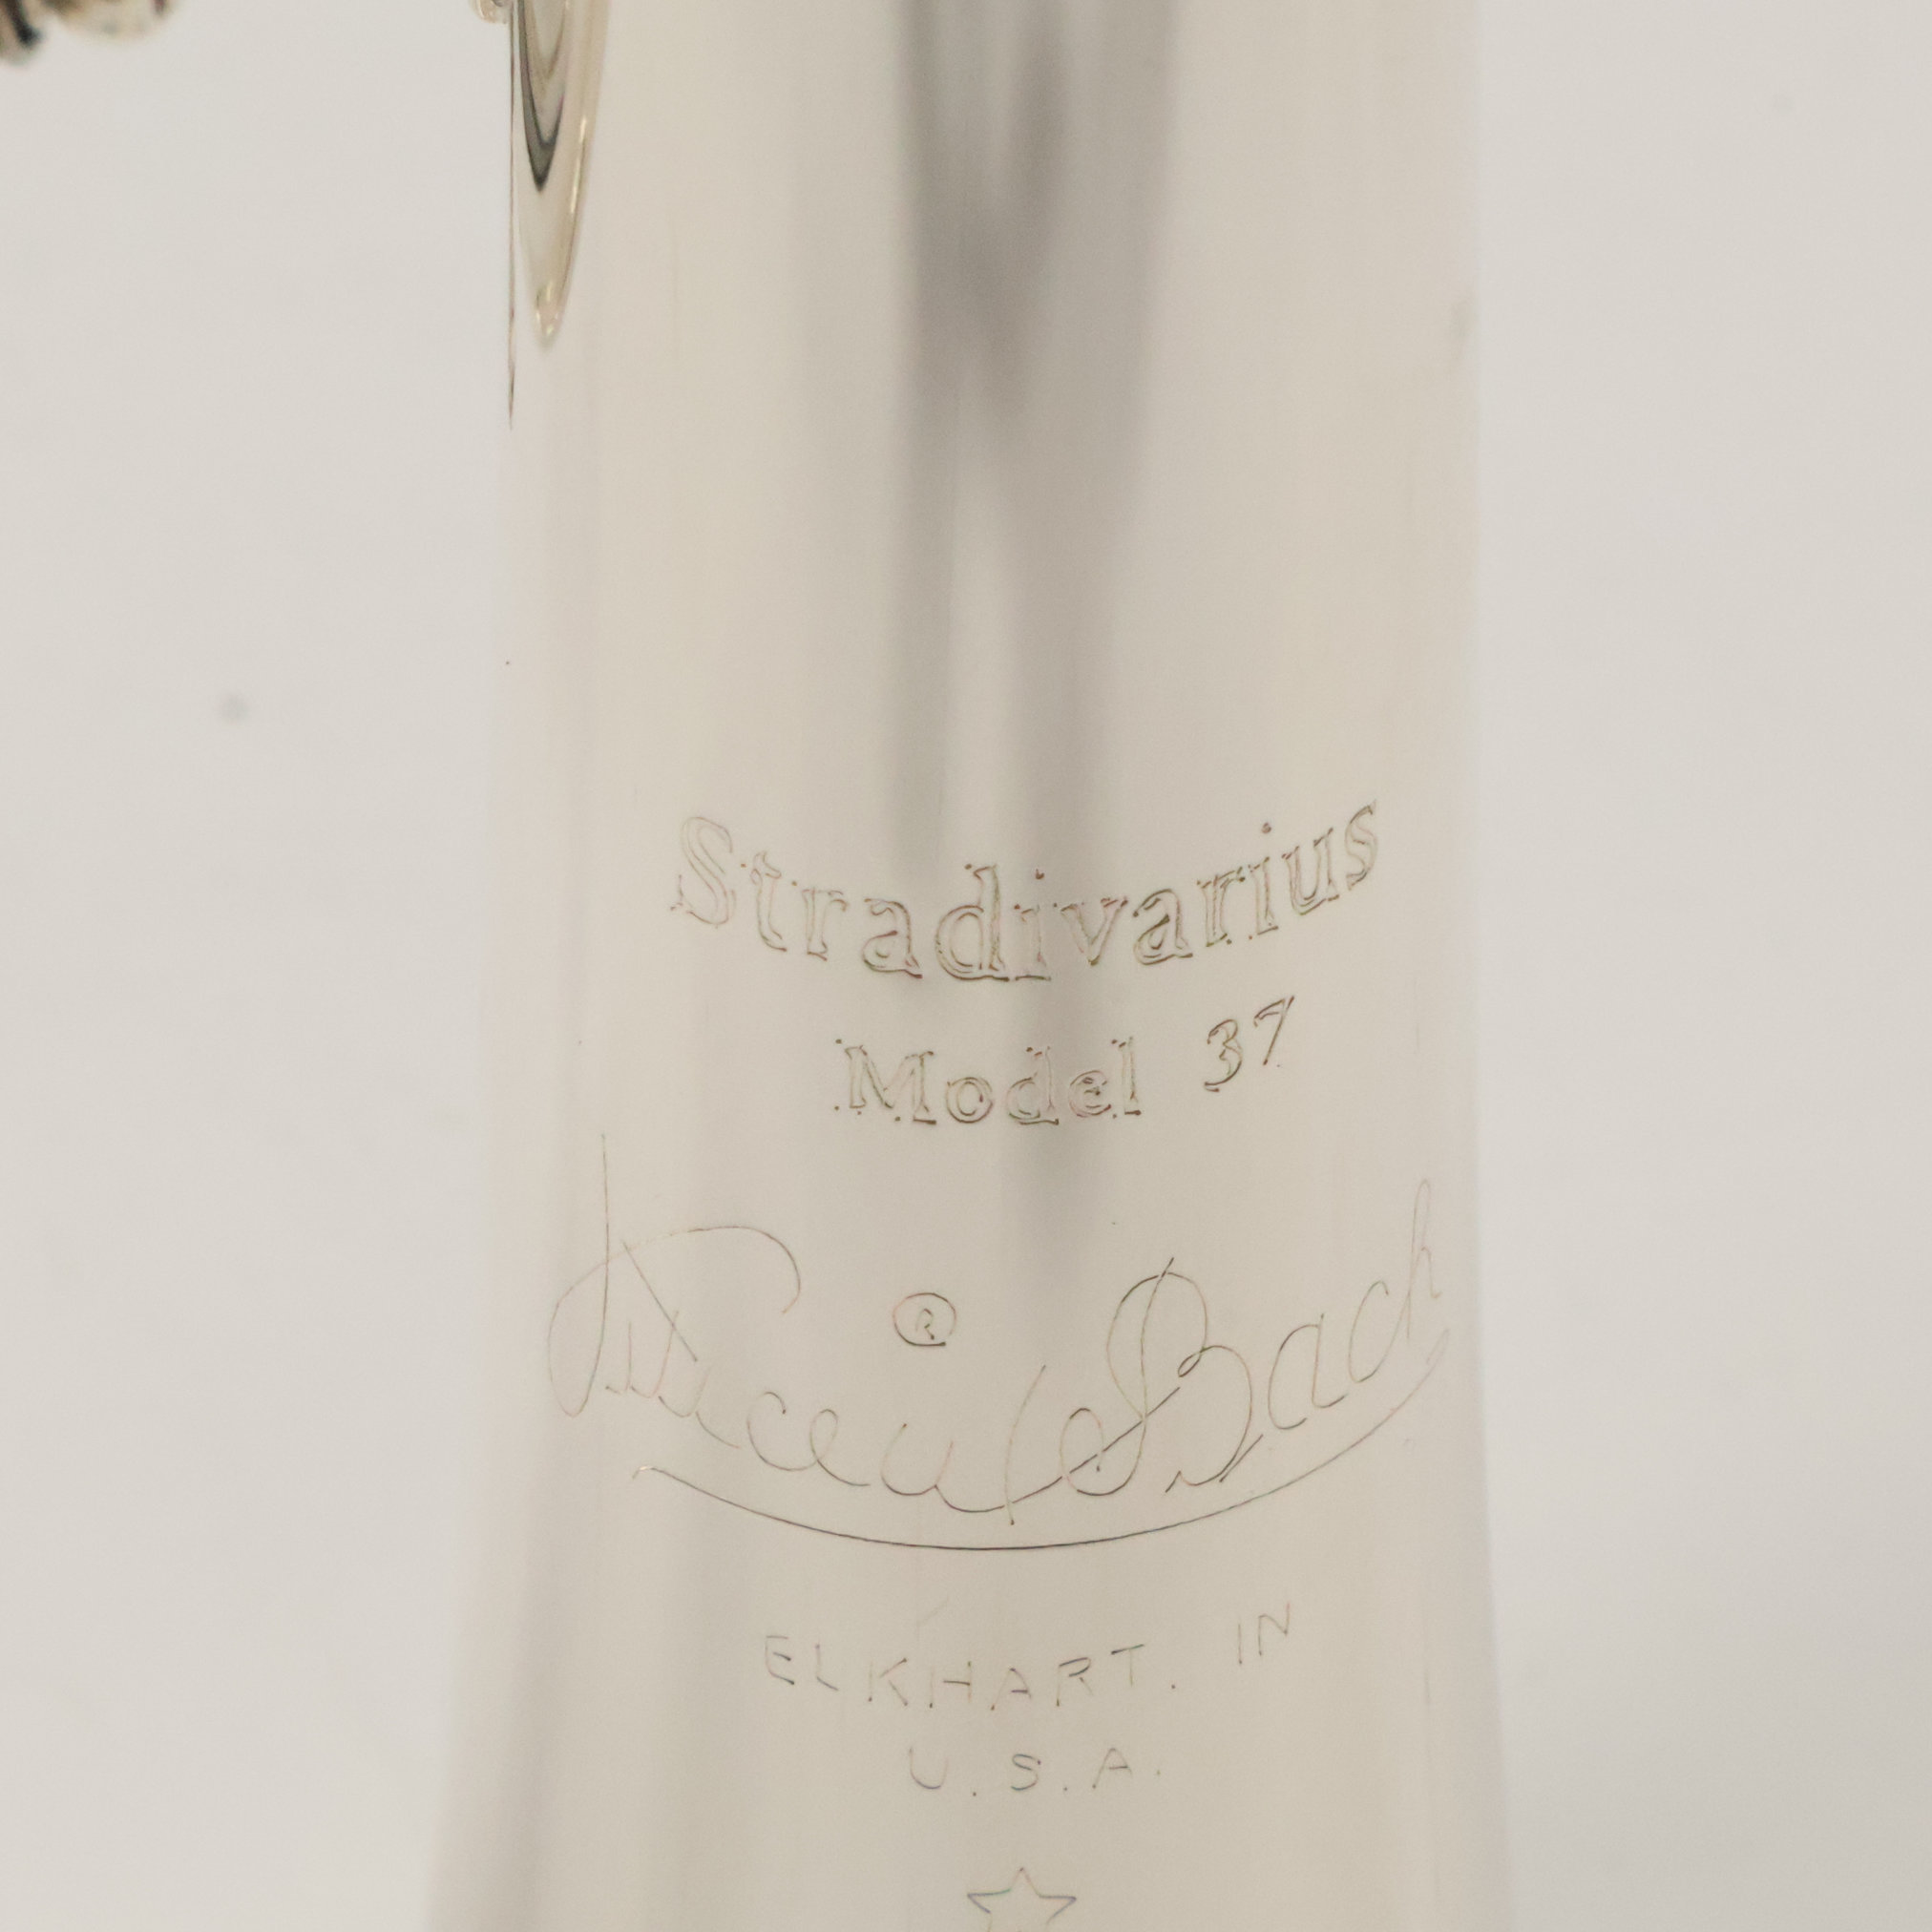 Stradivarius
Model 37
Vincent Bach
®
ELKHART. IN
U.S.A.